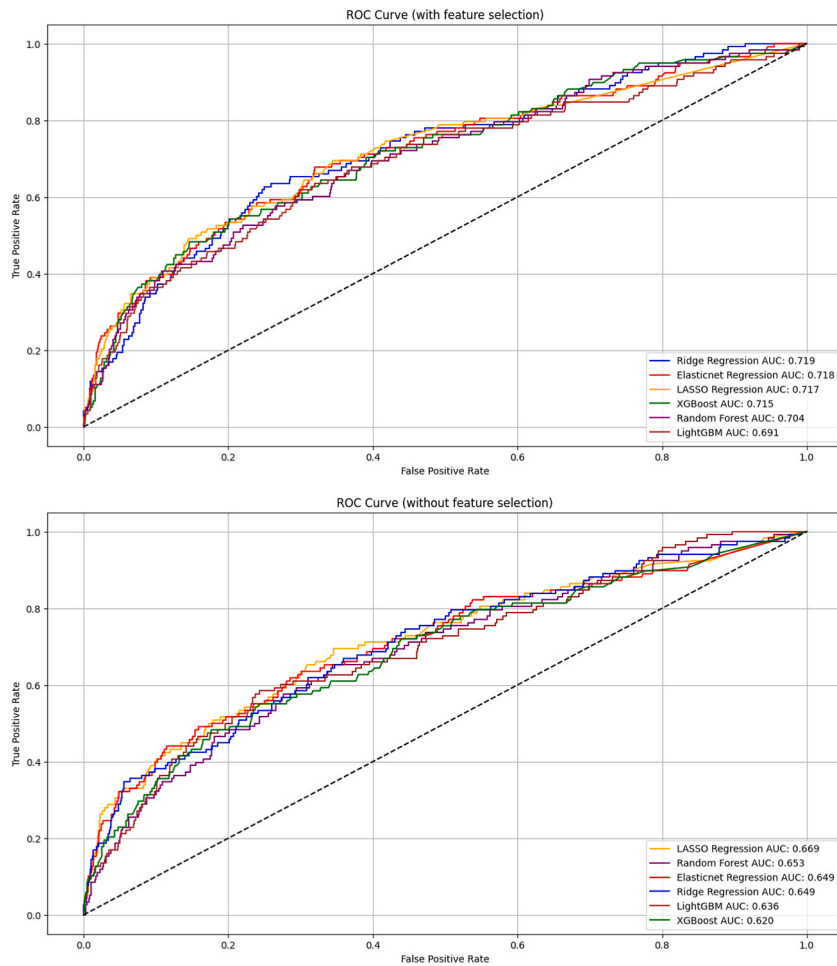 ROC Curve (with feature selection)
1.0
0.8
0.6
0.4
0.2
0.0
True Positive Rate
Ridge Regression AUC: 0.719
Elasticnet Regression AUC: 0.718
LASSO Regression AUC: 0.717
XGBoost AUC: 0.715
Random Forest AUC: 0.704
LightGBM AUC: 0.691
0.0 0.2 0.4 0.6 0.8 1.0
False Positive Rate
ROC Curve (without feature selection)
1.0
0.8
0.6
0.4
0.2
0.0
True Positive Rate
LASSO Regression AUC: 0.669
Random Forest AUC: 0.653
Elasticnet Regression AUC: 0.649
Ridge Regression AUC: 0.649
LightGBM AUC: 0.636
XGBoost AUC: 0.620
0.0 0.2 0.4 0.6 0.8 1.0
False Positive Rate